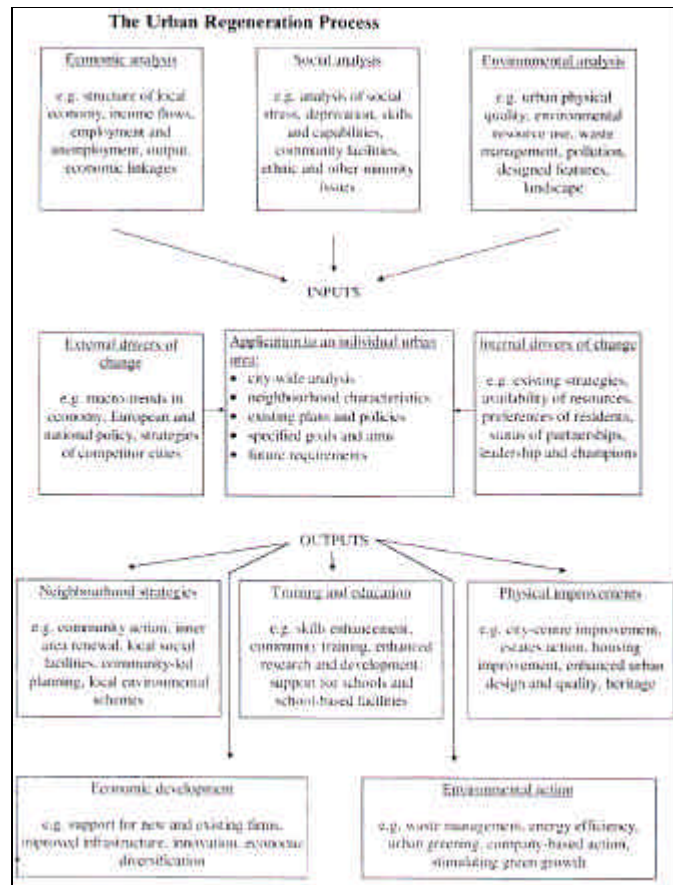 The Urban Regeneration Process
Economic analysis
e.g. structure of local
economy, income flows,
employment and
unemployment, output,
economic linkages
Social analysis
e.g. analysis of social
stress, deprivation, skills
and capabilities,
community facilities,
ethnic and other minority
issues
Environmental analysis
e.g. urban physical
quality, environmental
resource use, waste
management, pollution,
designed features,
landscape
INPUTS
External drivers of
change
e.g. macro-trends in
economy, European and
national policy, strategies
of competitor cities
Application to an individual urban
area:
• city-wide analysis
• neighbourhood characteristics
• existing plans and policies
• specified goals and aims
• future requirements
Internal drivers of change
e.g. existing strategies,
availability of resources,
preferences of residents,
status of partnerships,
leadership and champions
OUTPUTS
Neighbourhood strategies
e.g. community action, inner
area renewal, local social
facilities, community-led
planning, local environmental
schemes
Training and education
e.g. skills enhancement,
community training, enhanced
research and development,
support for schools and
school-based facilities
Physical improvements
e.g. city-centre improvement,
estates action, housing
improvement, enhanced urban
design and quality, heritage
Economic development
e.g. support for new and existing firms,
improved infrastructure, innovation, economic
diversification
Environmental action
e.g. waste management, energy efficiency,
urban greening, company-based action,
stimulating green growth